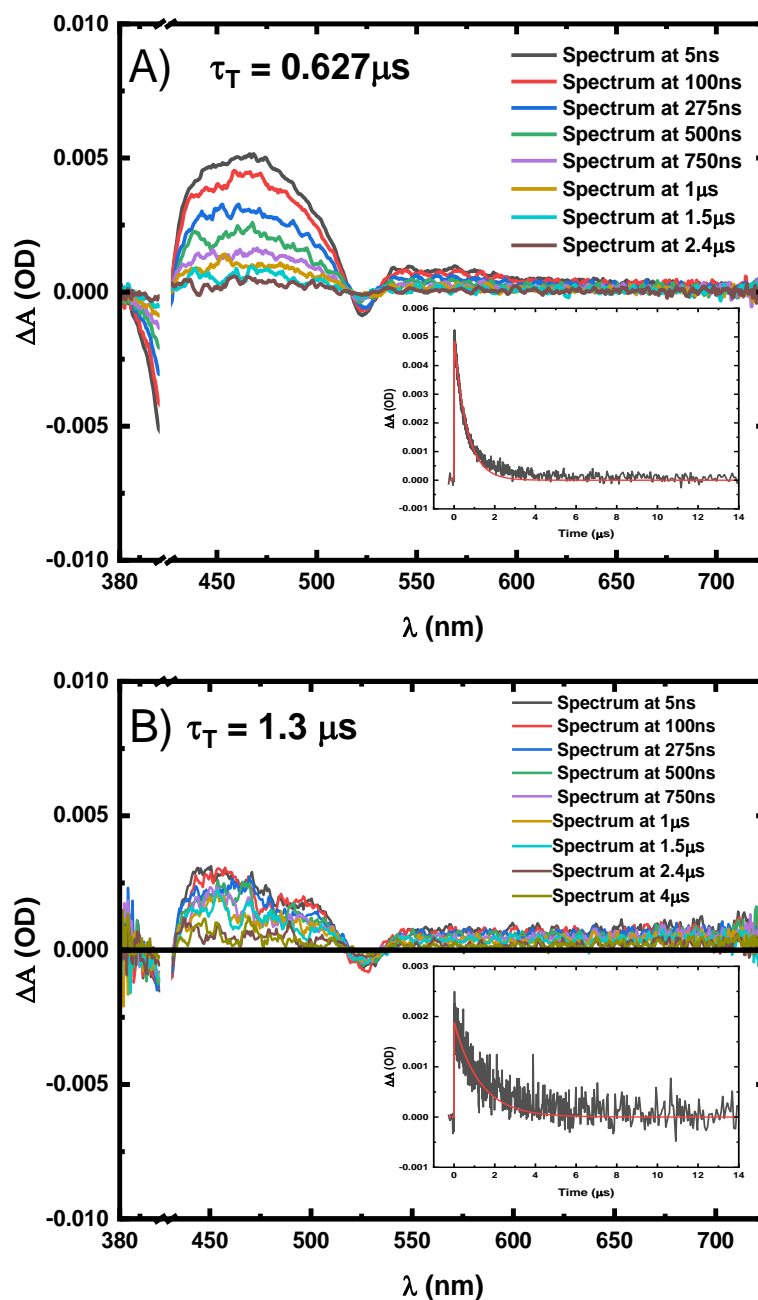 0.010
A) τT = 0.627μs
Spectrum at 5ns
Spectrum at 100ns
Spectrum at 275ns
Spectrum at 500ns
Spectrum at 750ns
Spectrum at 1μs
Spectrum at 1.5μs
Spectrum at 2.4μs
0.005
0.000
-0.005
-0.010
ΔA (OD)
380 450 500 550 600 650 700
λ (nm)
0.006
0.005
0.004
0.003
0.002
0.001
0.000
-0.001
ΔA (OD)
0 2 4 6 8 10 12 14
Time (μs)
0.010
B) τT = 1.3 μs
Spectrum at 5ns
Spectrum at 100ns
Spectrum at 275ns
Spectrum at 500ns
Spectrum at 750ns
Spectrum at 1μs
Spectrum at 1.5μs
Spectrum at 2.4μs
Spectrum at 4μs
0.005
0.000
-0.005
-0.010
ΔA (OD)
380 450 500 550 600 650 700
λ (nm)
0.003
0.002
0.001
0.000
-0.001
ΔA (OD)
0 2 4 6 8 10 12 14
Time (μs)